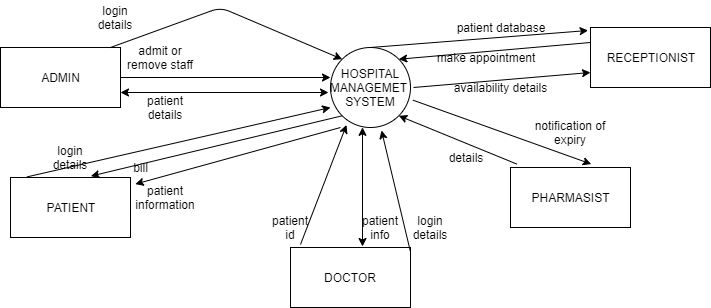 login
details
patient database
admit or
remove staff
make appointment
RECEPTIONIST
ADMIN
HOSPITAL
MANAGEMET
SYSTEM
availability details
patient
details
notification of
expiry
login
details
bill
details
patient
information
PATIENT
PHARMASIST
patient
id
patient
info
login
details
DOCTOR